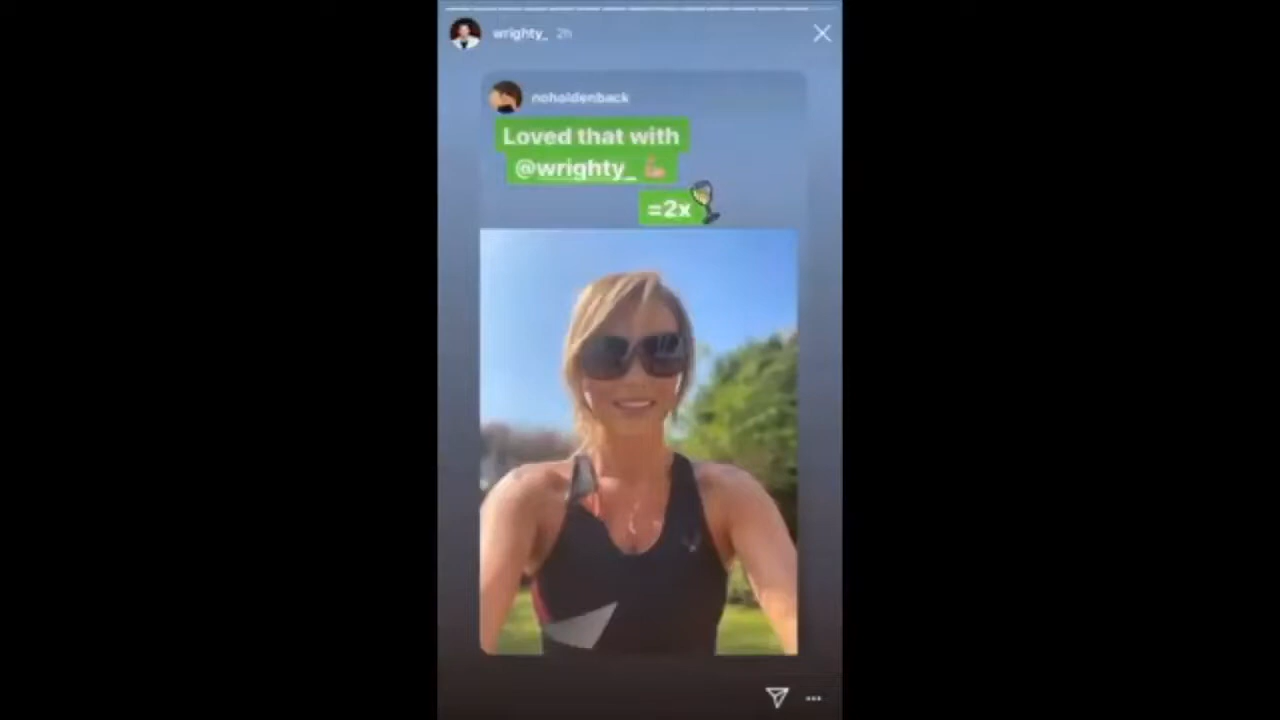 wrighty_ 2h
noholdenback
Loved that with
@wrighty_ 💪
=2x